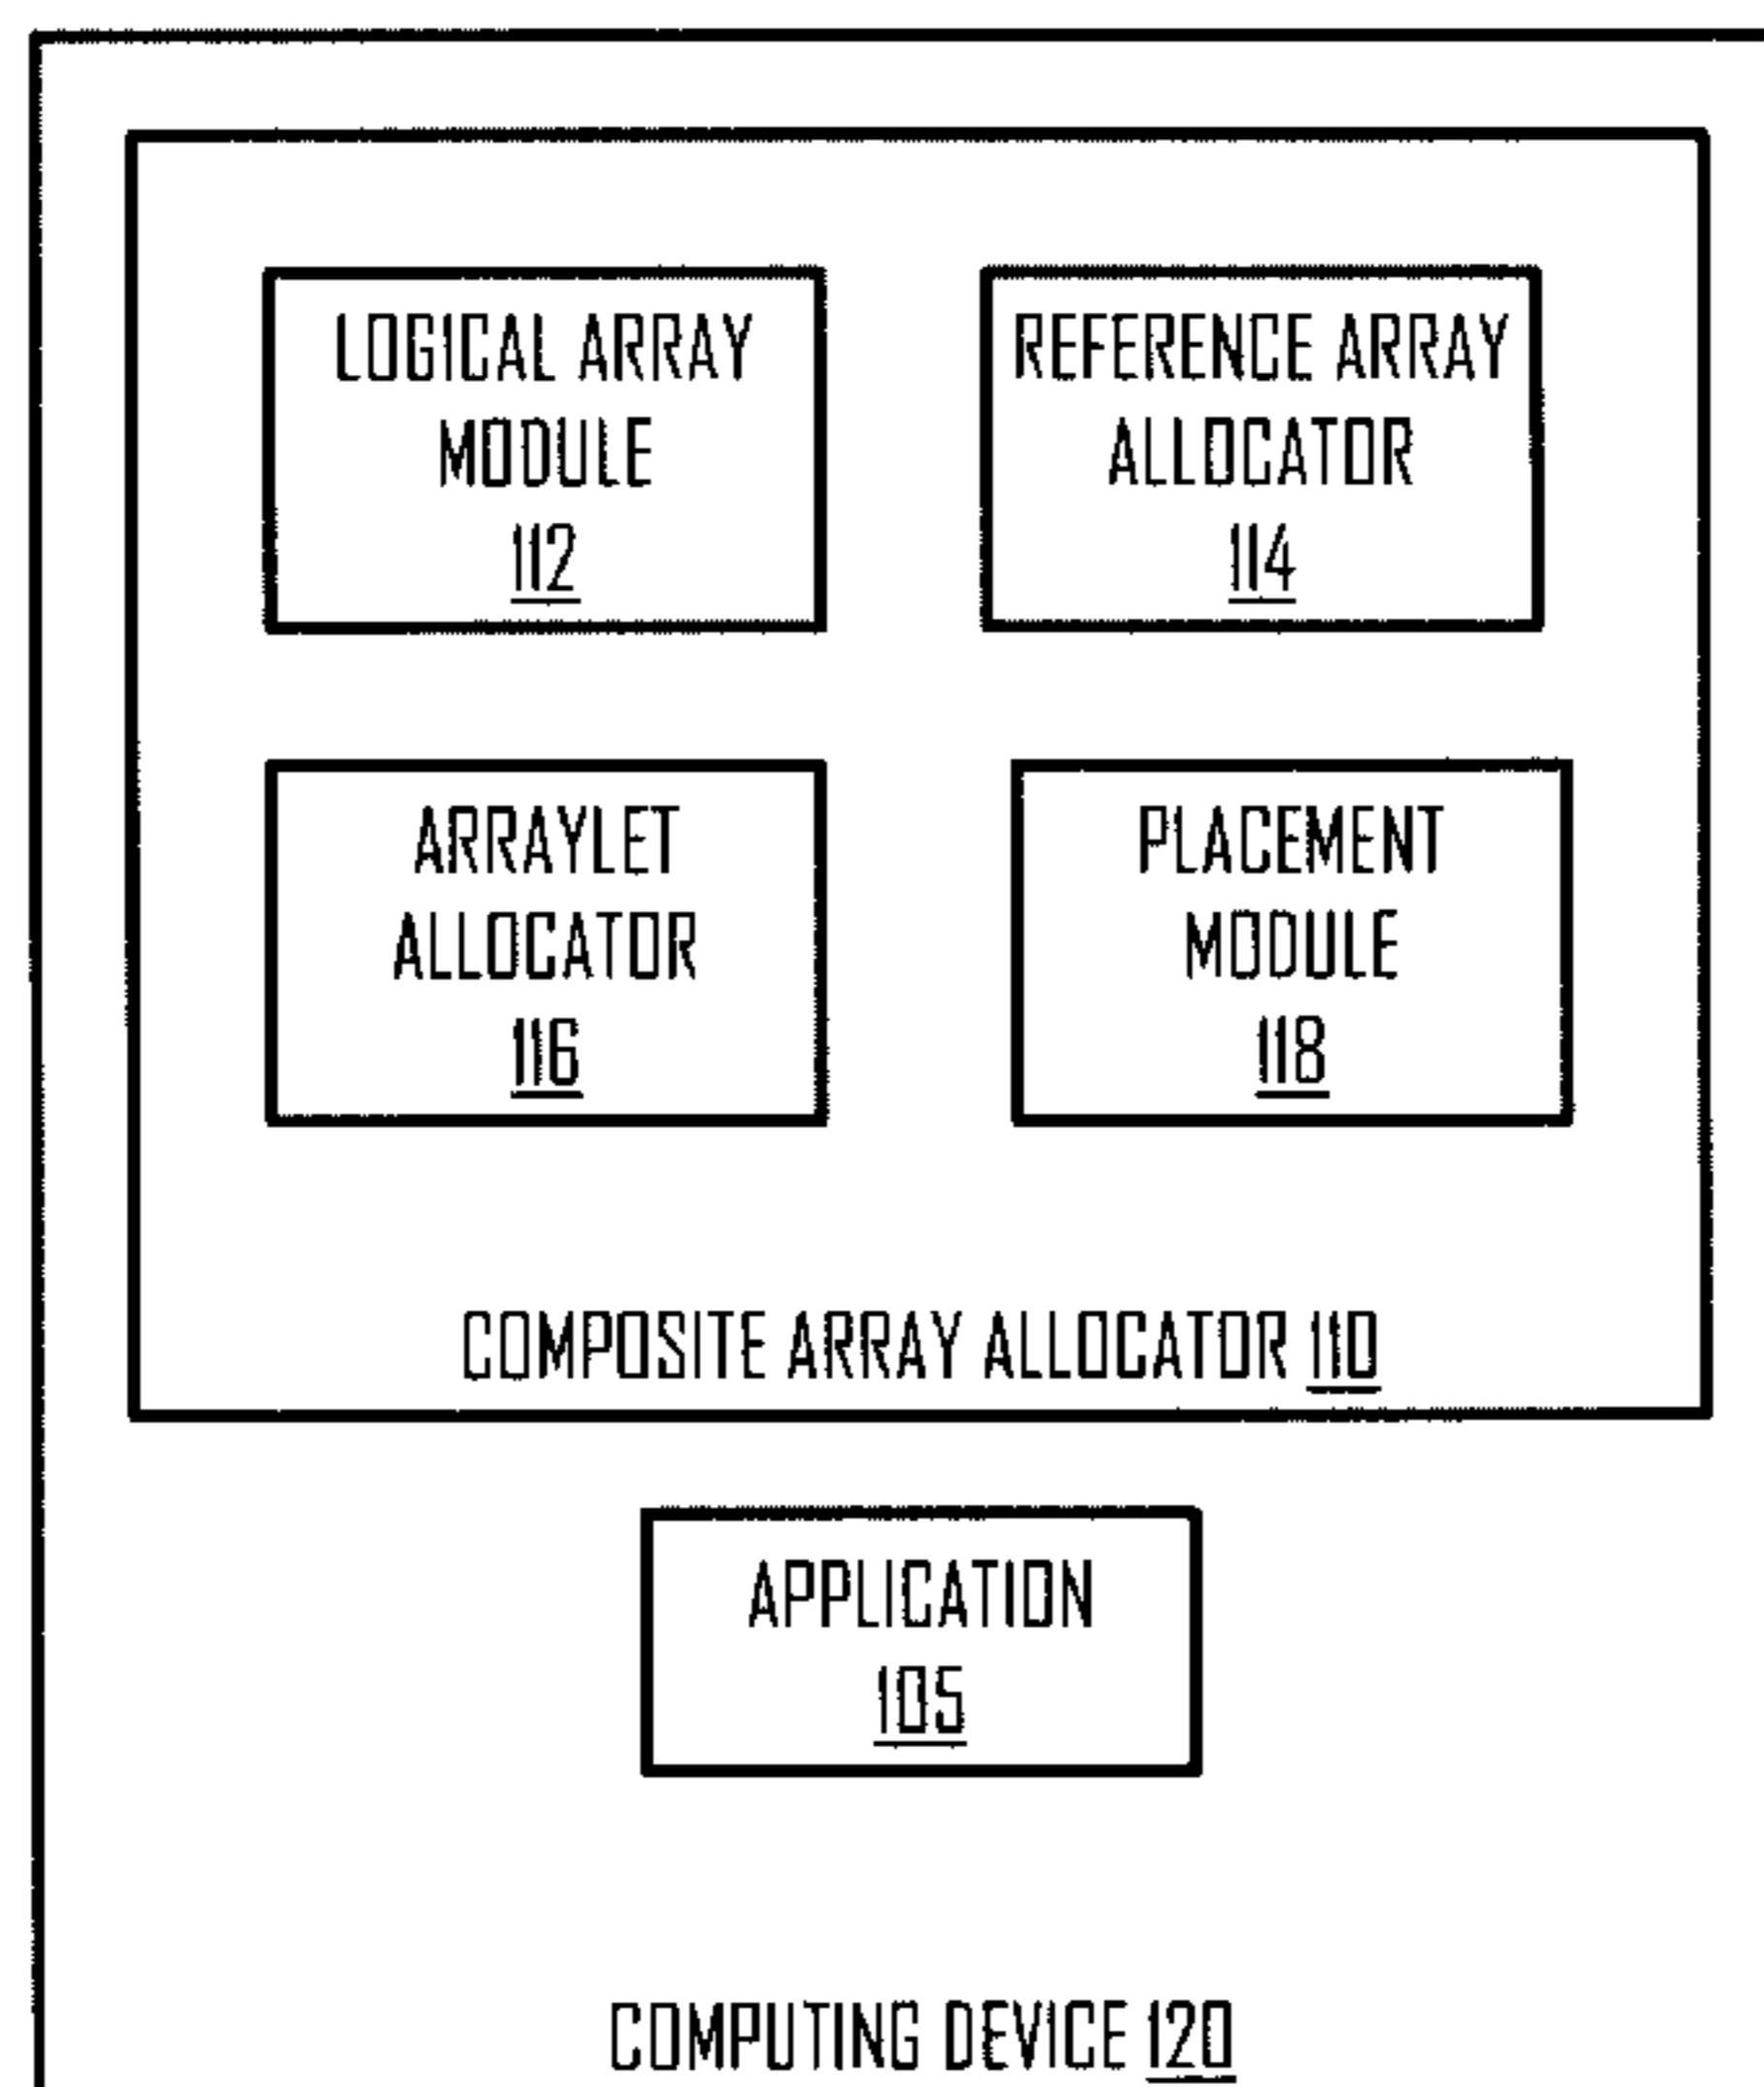 LOGICAL ARRAY
MODULE
112
REFERENCE ARRAY
ALLOCATOR
114
ARRAYLET
ALLOCATOR
116
PLACEMENT
MODULE
118
COMPOSITE ARRAY ALLOCATOR 110
APPLICATION
105
COMPUTING DEVICE 120